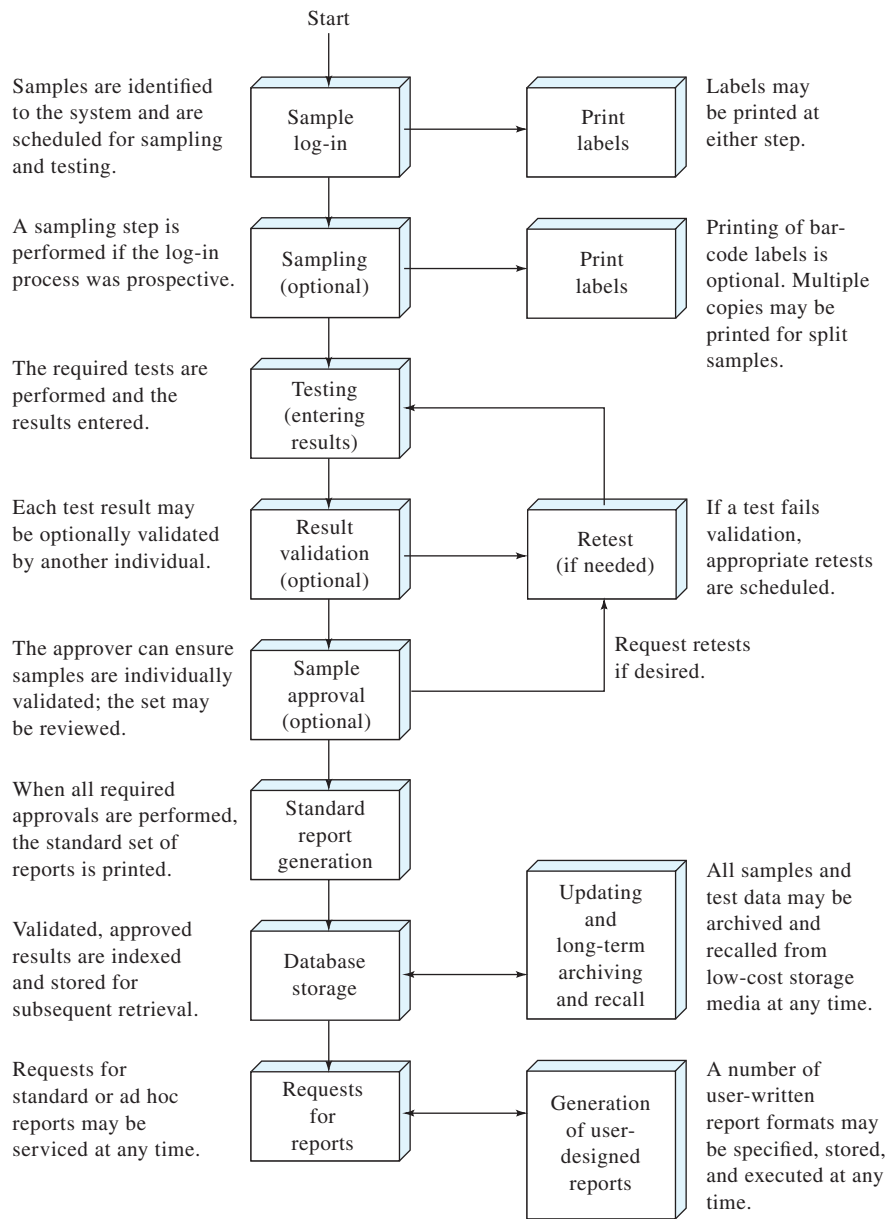 Start
Samples are identified
to the system and are
scheduled for sampling
and testing.
Sample
log-in
Print
labels
Labels may
be printed at
either step.
A sampling step is
performed if the log-in
process was prospective.
Sampling
(optional)
Print
labels
Printing of bar-
code labels is
optional. Multiple
copies may be
printed for split
samples.
The required tests are
performed and the
results entered.
Testing
(entering
results)
Each test result may
be optionally validated
by another individual.
Result
validation
(optional)
Retest
(if needed)
If a test fails
validation,
appropriate retests
are scheduled.
The approver can ensure
samples are individually
validated; the set may
be reviewed.
Sample
approval
(optional)
Request retests
if desired.
When all required
approvals are performed,
the standard set of
reports is printed.
Standard
report
generation
Validated, approved
results are indexed
and stored for
subsequent retrieval.
Database
storage
Updating
and
long-term
archiving
and recall
All samples and
test data may be
archived and
recalled from
low-cost storage
media at any time.
Requests for
standard or ad hoc
reports may be
serviced at any time.
Requests
for
reports
Generation
of user-
designed
reports
A number of
user-written
report formats may
be specified, stored,
and executed at any
time.